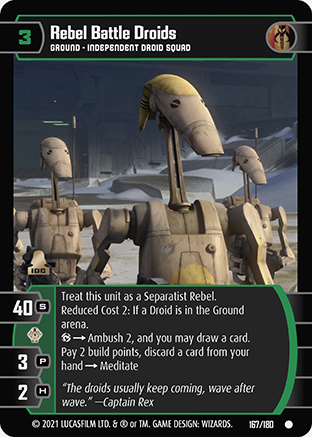 3
Rebel Battle Droids
GROUND - INDEPENDENT DROID SQUAD
IDC
40 S
3 P
2 H
Treat this unit as a Separatist Rebel.
Reduced Cost 2: If a Droid is in the Ground
arena.
→ Ambush 2, and you may draw a card.
Pay 2 build points, discard a card from your
hand → Meditate
“The droids usually keep coming, wave after
wave.” —Captain Rex
© 2021 LUCASFILM LTD. & ® or TM. GAME DESIGN: WIZARDS. 167/180